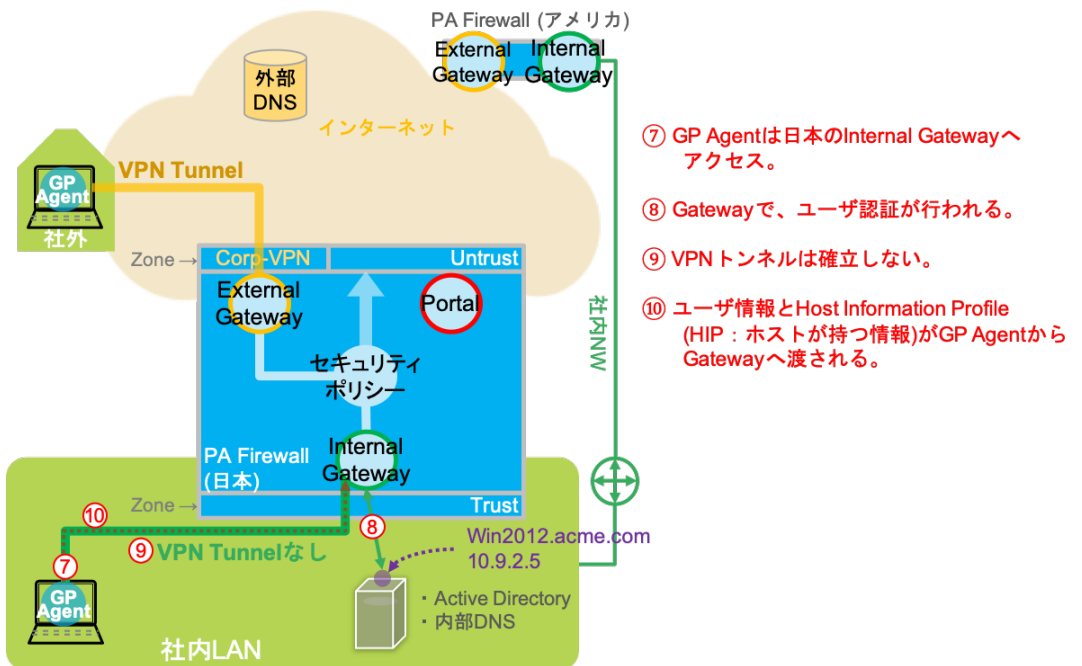 PA Firewall (アメリカ)
External
Gateway
Internal
Gateway
外部
DNS
インターネット
GP
Agent
社外
VPN Tunnel
Zone →
Corp-VPN
Untrust
External
Gateway
Portal
セキュリティ
ポリシー
PA Firewall
(日本)
Internal
Gateway
Zone →
Trust
社内NW
⑦ GP Agentは日本のInternal Gatewayへ
アクセス。
⑧ Gatewayで、ユーザ認証が行われる。
⑨ VPNトンネルは確立しない。
⑩ ユーザ情報とHost Information Profile
(HIP：ホストが持つ情報)がGP Agentから
Gatewayへ渡される。
⑩
⑨ VPN Tunnelなし
⑧
⑦
GP
Agent
Win2012.acme.com
10.9.2.5
・Active Directory
・内部DNS
社内LAN